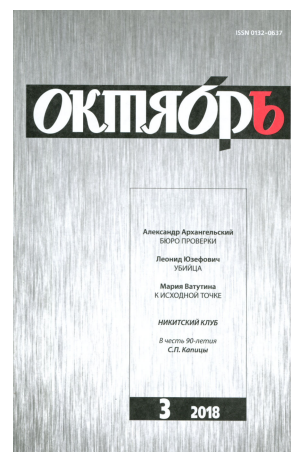 ISSN 0132-0637
ОКТЯБРЬ
Александр Архангельский
БЮРО ПРОВЕРКИ
Леонид Юзефович
УБИЙЦА
Мария Ватутина
К ИСХОДНОЙ ТОЧКЕ
НИКИТСКИЙ КЛУБ
В честь 90-летия
С.П. Капицы
3 2018